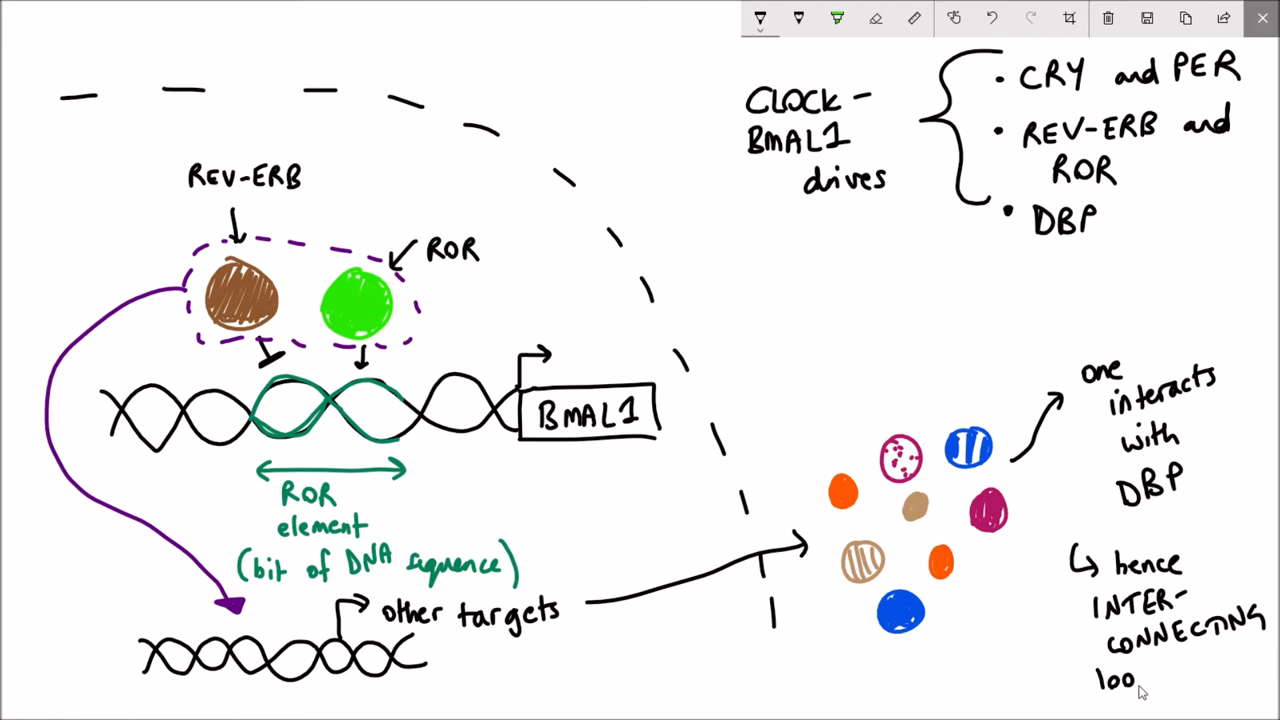 CLOCK -
BMAL1
drives
• CRY and PER
• REV-ERB and
ROR
• DBP
REV-ERB
ROR
BMAL1
ROR
element
(bit of DNA sequence)
other targets
one
interacts
with
DBP
hence
INTER-
CONNECTING
loo